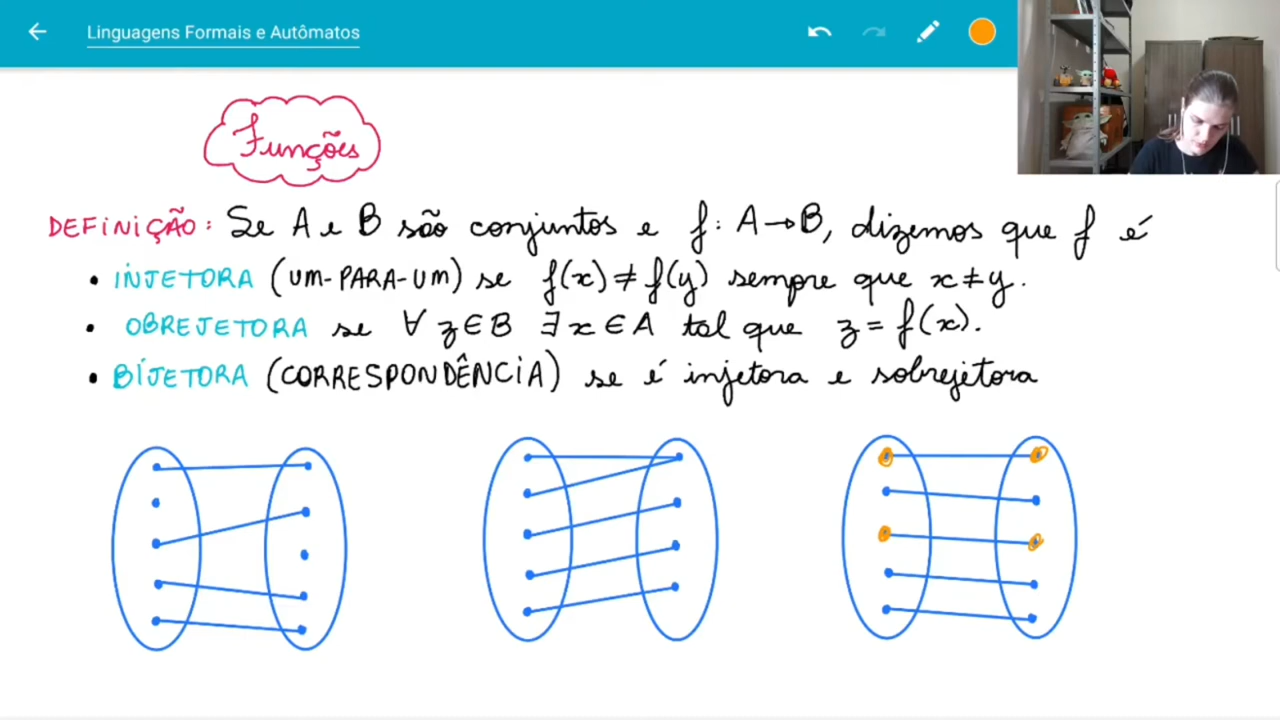 Linguagens Formais e Autômatos
Funções
DEFINIÇÃO: Se A e B são conjuntos e f: A→B, dizemos que f é
• INJETORA (UM-PARA-UM) se f(x) ≠ f(y) sempre que x ≠ y.
• OBREJETORA se ∀ z ∈ B ∃ x ∈ A tal que z = f(x).
• BIJETORA (CORRESPONDÊNCIA) se é injetora e sobrejetora